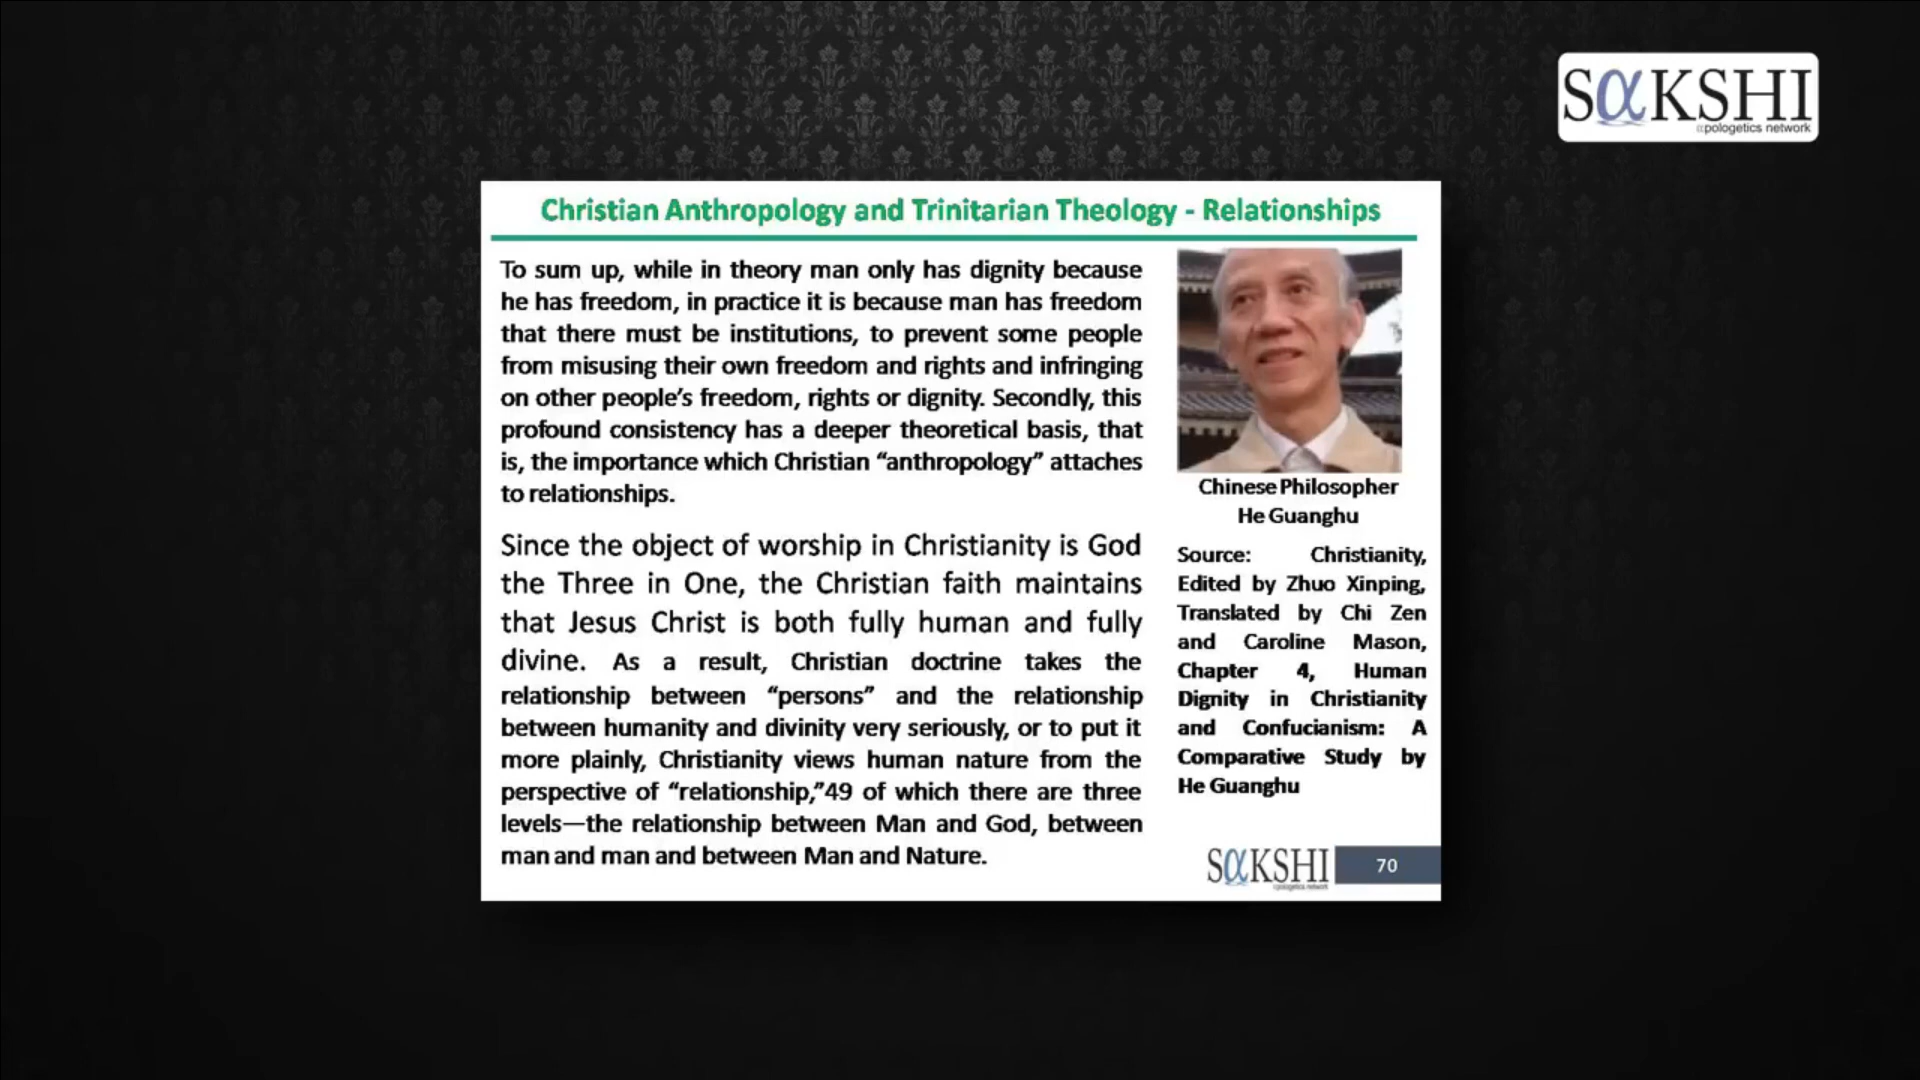 SαKSHI
αpologetics network
Christian Anthropology and Trinitarian Theology - Relationships
To sum up, while in theory man only has dignity because
he has freedom, in practice it is because man has freedom
that there must be institutions, to prevent some people
from misusing their own freedom and rights and infringing
on other people’s freedom, rights or dignity. Secondly, this
profound consistency has a deeper theoretical basis, that
is, the importance which Christian “anthropology” attaches
to relationships.
Since the object of worship in Christianity is God
the Three in One, the Christian faith maintains
that Jesus Christ is both fully human and fully
divine. As a result, Christian doctrine takes the
relationship between “persons” and the relationship
between humanity and divinity very seriously, or to put it
more plainly, Christianity views human nature from the
perspective of “relationship,”49 of which there are three
levels—the relationship between Man and God, between
man and man and between Man and Nature.
Chinese Philosopher
He Guanghu
Source: Christianity,
Edited by Zhuo Xinping,
Translated by Chi Zen
and Caroline Mason,
Chapter 4, Human
Dignity in Christianity
and Confucianism: A
Comparative Study by
He Guanghu
SαKSHI
αpologetics network
70